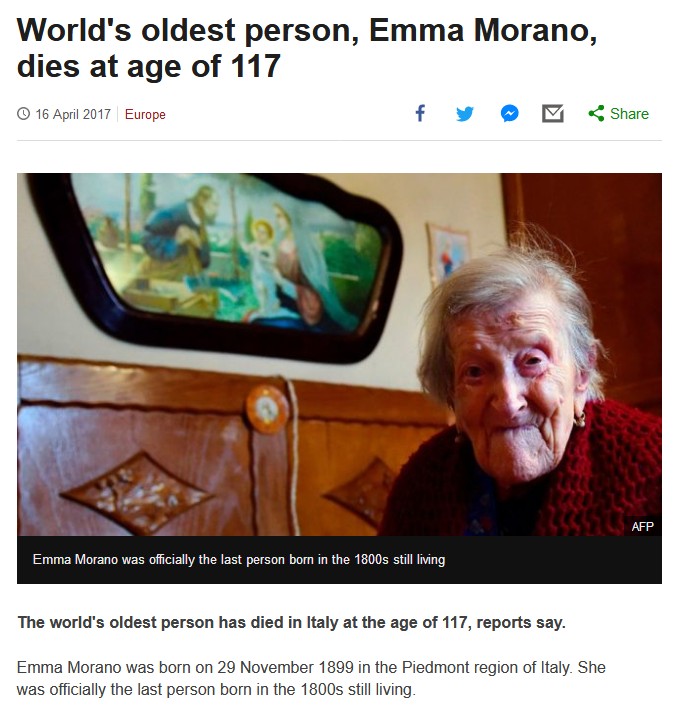 World's oldest person, Emma Morano,
dies at age of 117
16 April 2017 Europe
Share
AFP
Emma Morano was officially the last person born in the 1800s still living
The world's oldest person has died in Italy at the age of 117, reports say.
Emma Morano was born on 29 November 1899 in the Piedmont region of Italy. She
was officially the last person born in the 1800s still living.